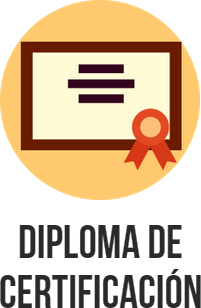 DIPLOMA DE
CERTIFICACIÓN